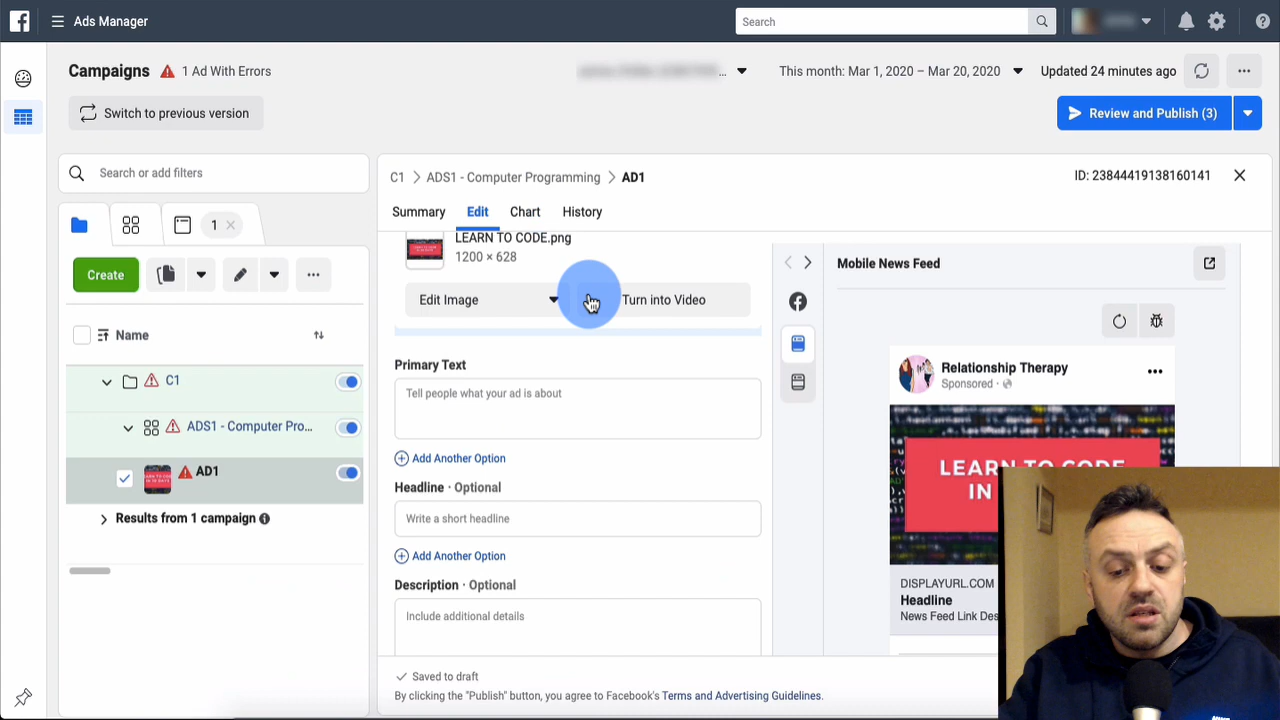 Ads Manager
Search
Campaigns
1 Ad With Errors
This month: Mar 1, 2020 – Mar 20, 2020
Updated 24 minutes ago
Switch to previous version
Review and Publish (3)
Search or add filters
C1 > ADS1 - Computer Programming > AD1
ID: 23844419138160141
1
Summary
Edit
Chart
History
LEARN TO CODE.png
1200 × 628
Mobile News Feed
Create
Edit Image
Turn into Video
Name
Primary Text
Tell people what your ad is about
Relationship Therapy
Sponsored ·
C1
ADS1 - Computer Pro...
AD1
Add Another Option
LEARN TO CODE
IN
Headline · Optional
Write a short headline
Results from 1 campaign
Add Another Option
Description · Optional
Include additional details
DISPLAYURL.COM
Headline
News Feed Link
Saved to draft
By clicking the "Publish" button, you agree to Facebook's Terms and Advertising Guidelines.